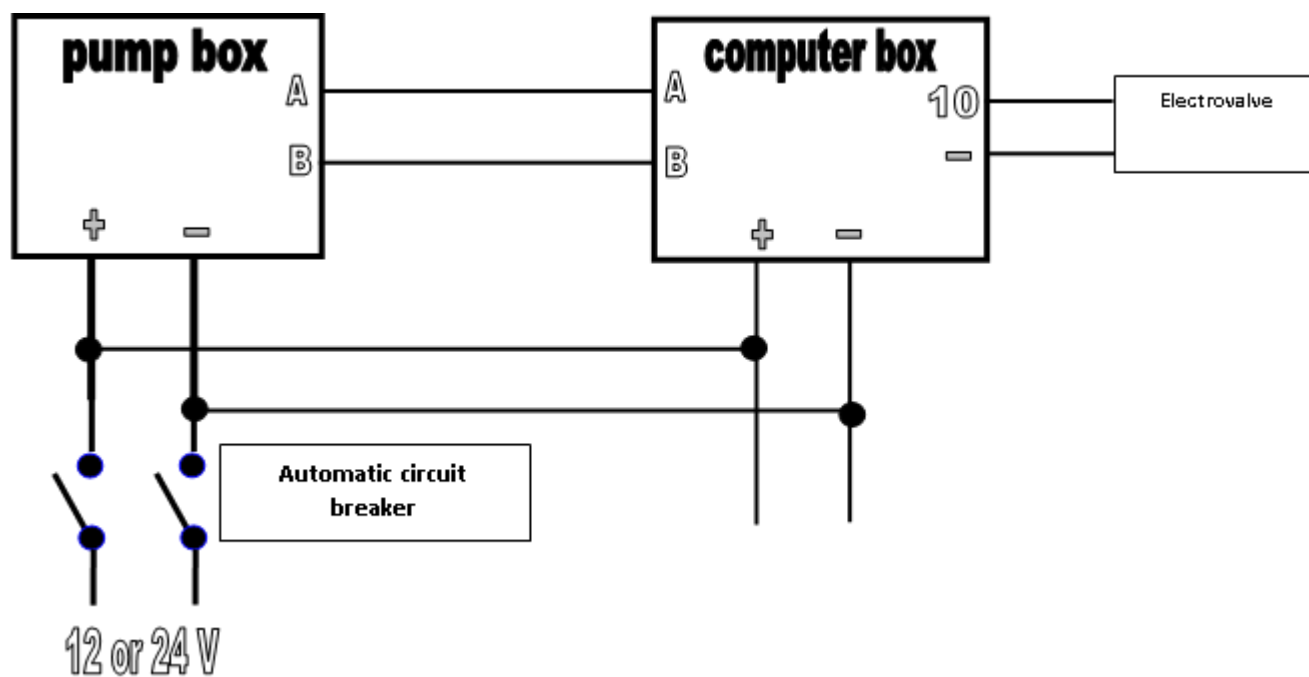 pump box
computer box
A
B
A
B
10
-
Electrovalve
+ -
+ -
Automatic circuit
breaker
12 or 24 V